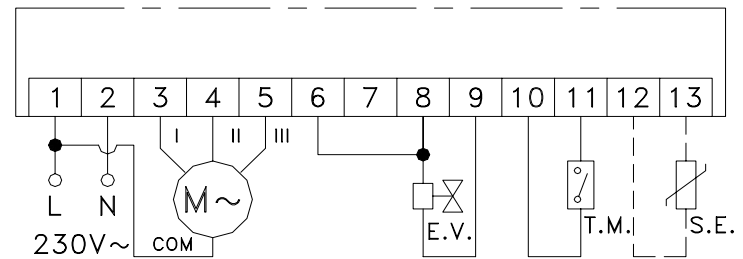 1 2 3 4 5 6 7 8 9 10 11 12 13
I II III
M~
L N
E.V. T.M. S.E.
230V~ COM